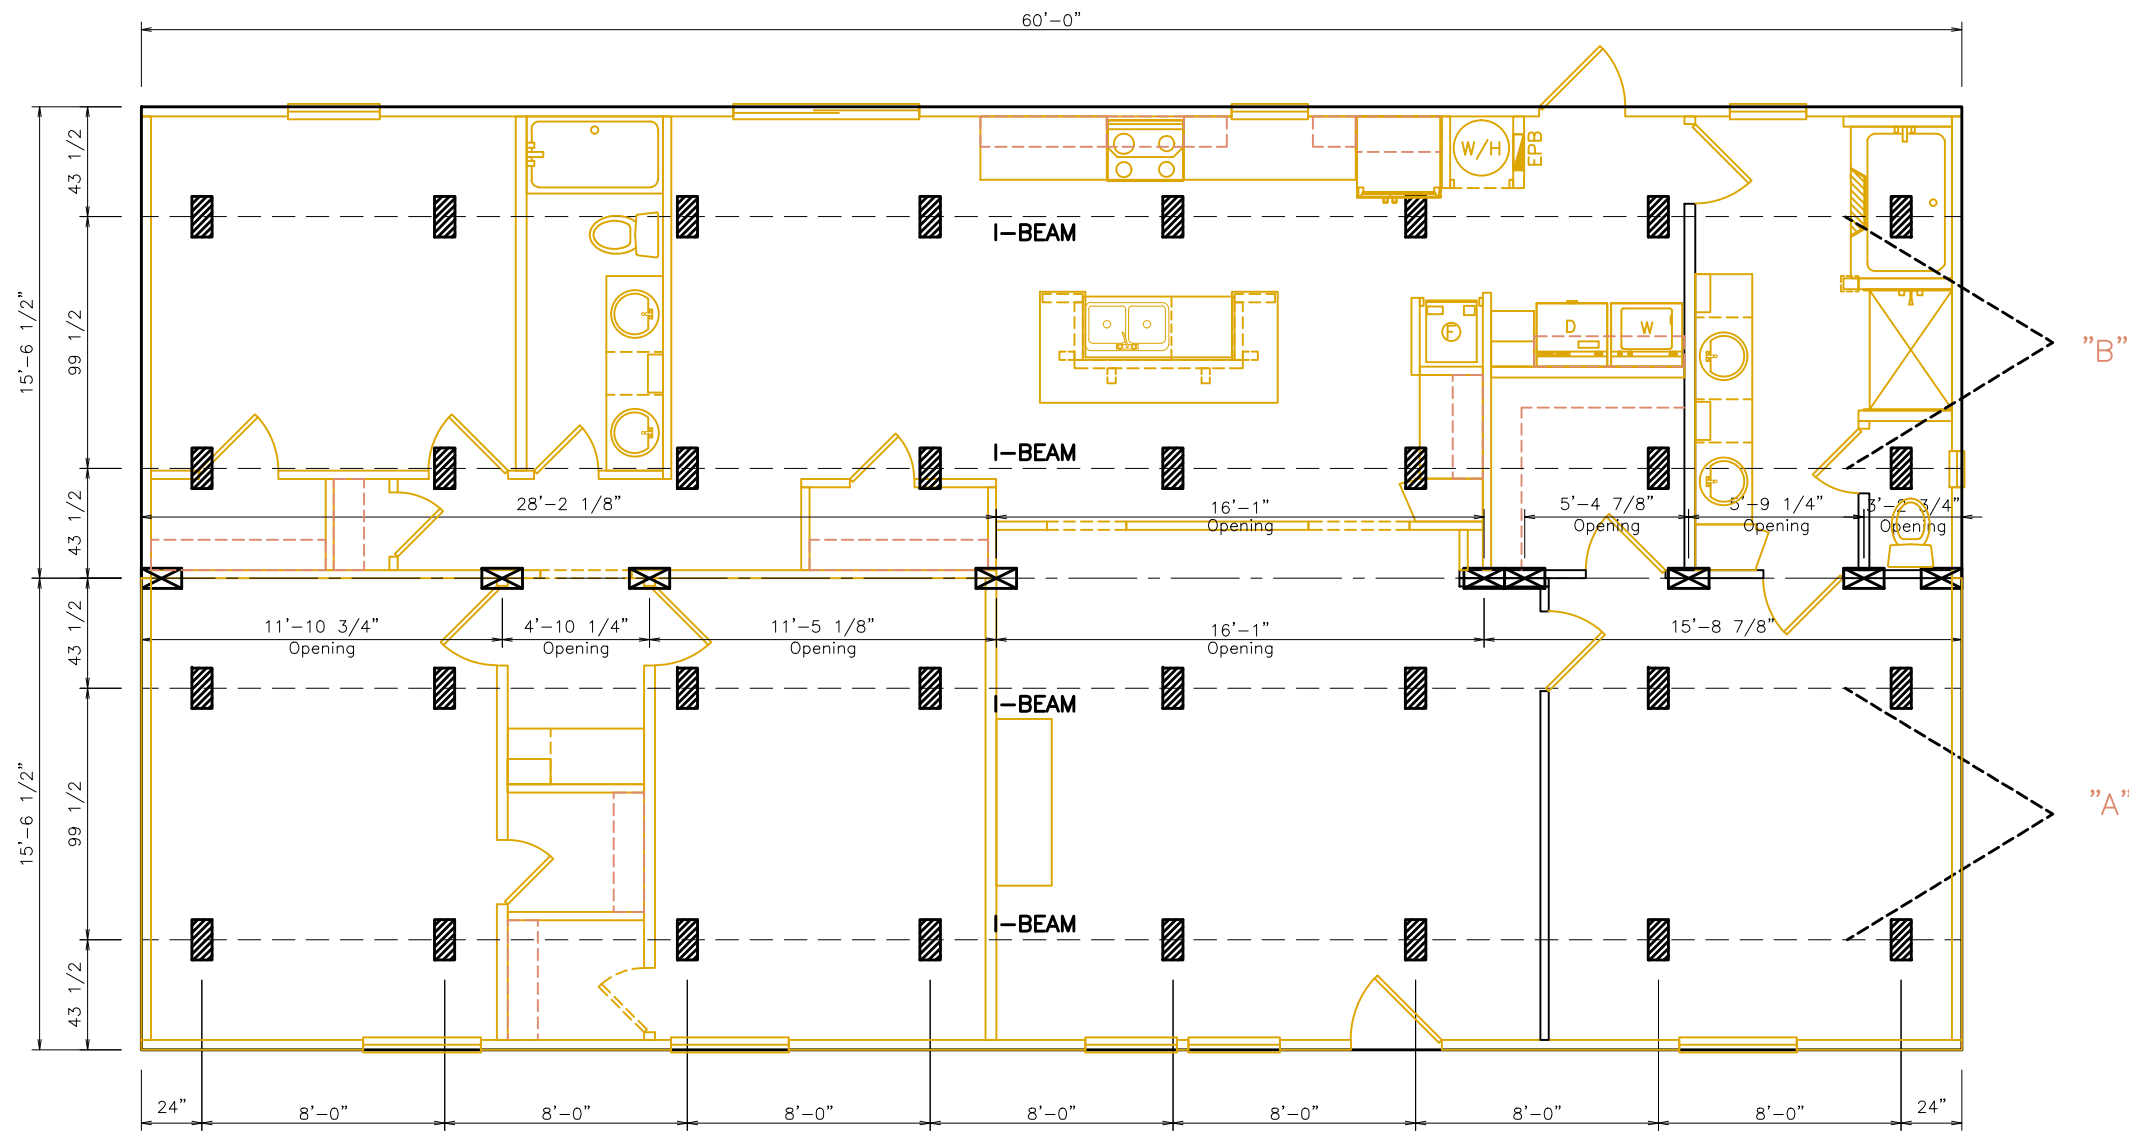 60'-0"
43 1/2
W/H
EPB
I-BEAM
15'-6 1/2"
99 1/2
F
D
W
"B"
I-BEAM
43 1/2
28'-2 1/8"
16'-1"
Opening
5'-4 7/8"
Opening
5'-9 1/4"
Opening
3'-2 3/4"
Opening
43 1/2
11'-10 3/4"
Opening
4'-10 1/4"
Opening
11'-5 1/8"
Opening
16'-1"
Opening
15'-8 7/8"
I-BEAM
15'-6 1/2"
99 1/2
"A"
I-BEAM
43 1/2
24"
8'-0"
8'-0"
8'-0"
8'-0"
8'-0"
8'-0"
8'-0"
24"